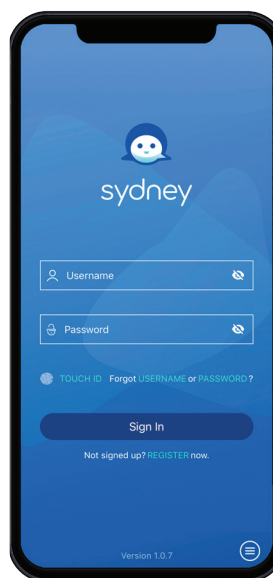 sydney
Username
Password
TOUCH ID Forgot USERNAME or PASSWORD?
Sign In
Not signed up? REGISTER now.
Version 1.0.7